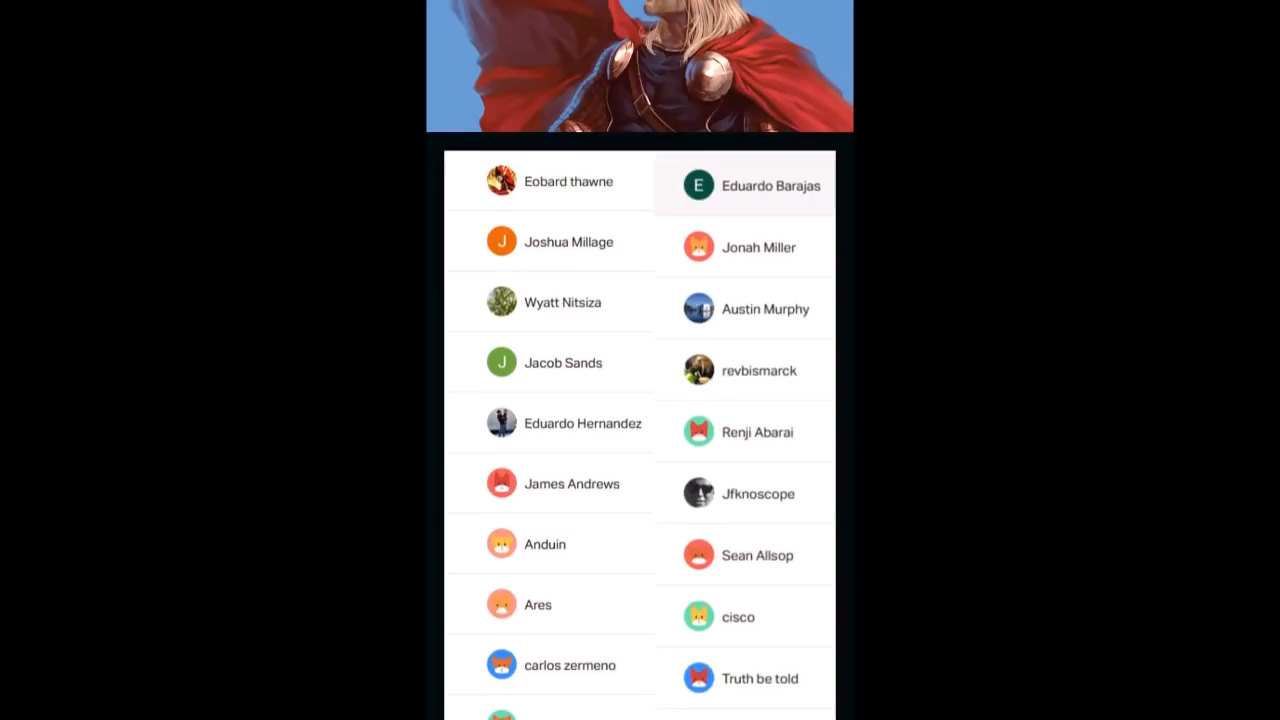 Eobard thawne
Joshua Millage
Wyatt Nitsiza
J
Jacob Sands
J
Eduardo Hernandez
James Andrews
Anduin
Ares
carlos zermeno
E
Eduardo Barajas
Jonah Miller
Austin Murphy
revbismarck
Renji Abarai
Jfknoscope
Sean Allsop
cisco
Truth be told